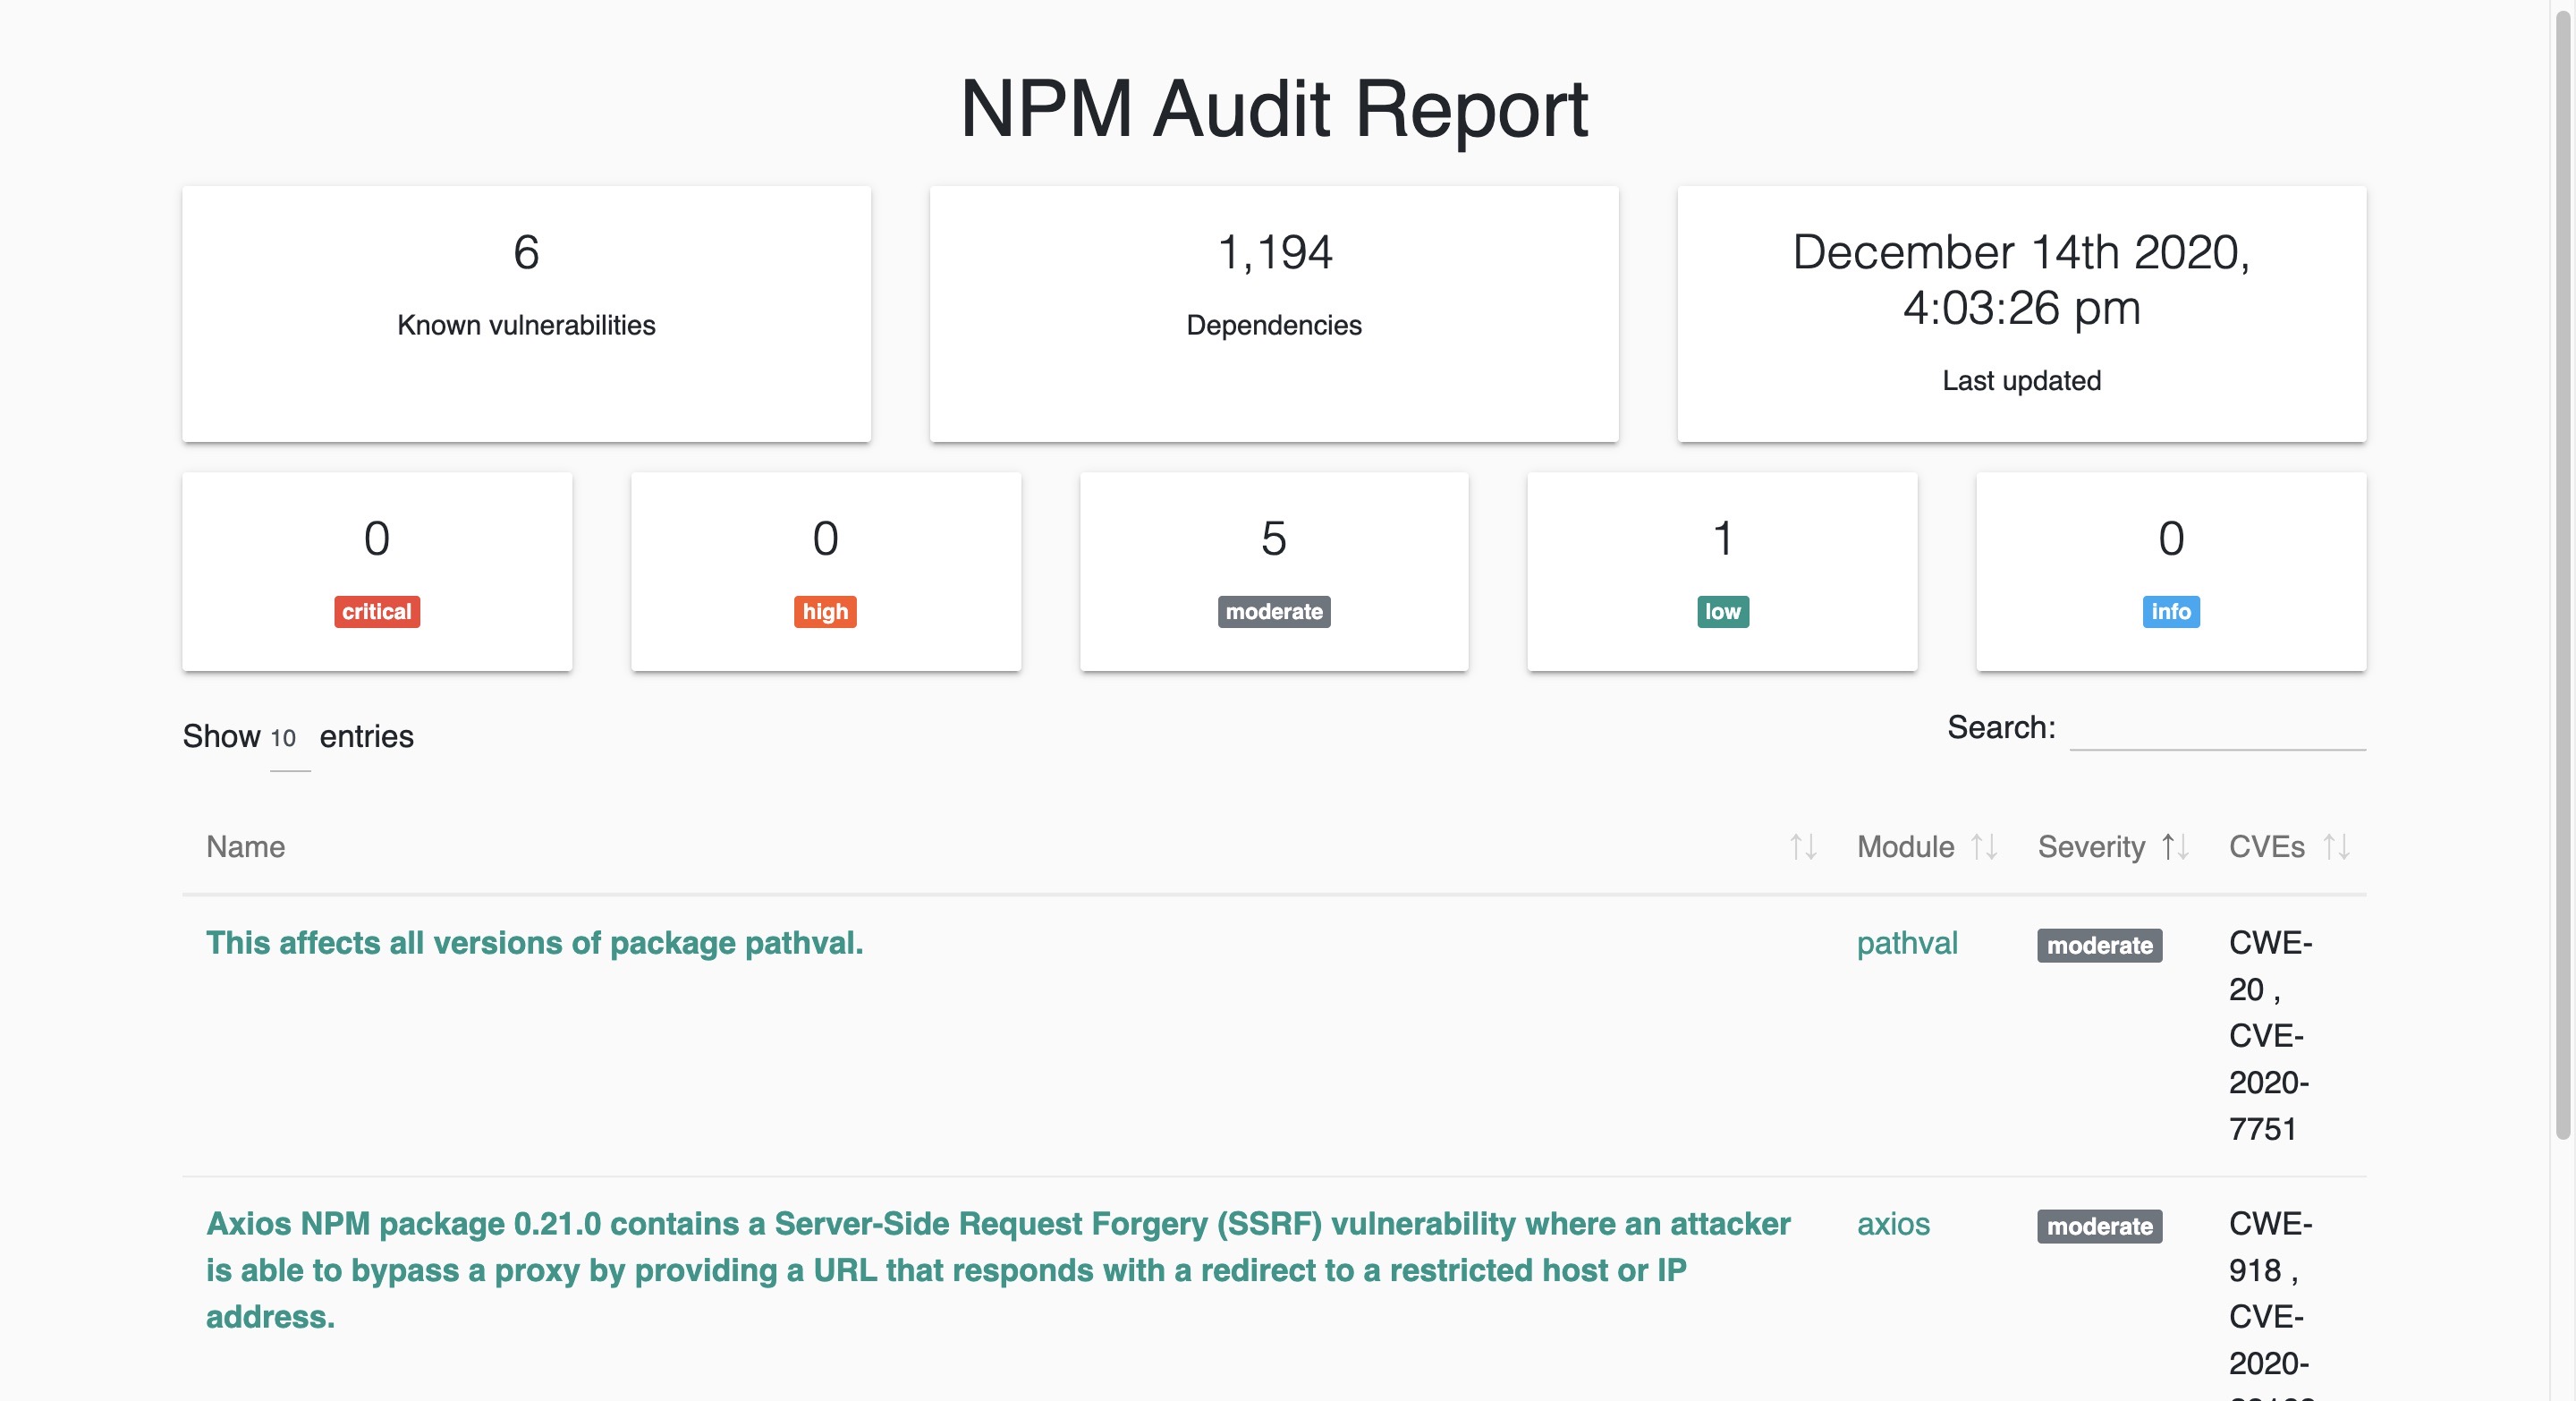 NPM Audit Report
6
Known vulnerabilities
1,194
Dependencies
December 14th 2020,
4:03:26 pm
Last updated
0
critical
0
high
5
moderate
1
low
0
info
Show 10 entries
Search:
Name
Module
Severity
CVEs
This affects all versions of package pathval.
pathval
moderate
CWE-
20 ,
CVE-
2020-
7751
Axios NPM package 0.21.0 contains a Server-Side Request Forgery (SSRF) vulnerability where an attacker
is able to bypass a proxy by providing a URL that responds with a redirect to a restricted host or IP
address.
axios
moderate
CWE-
918 ,
CVE-
2020-